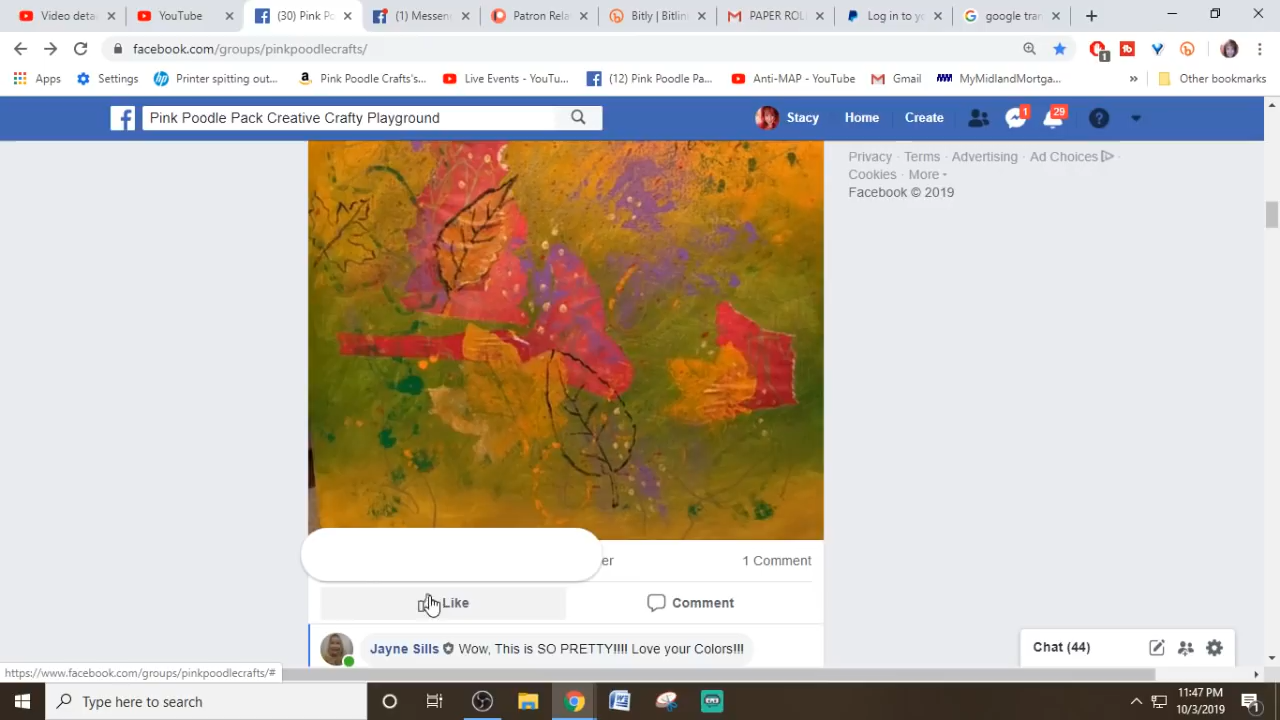 Video deta
YouTube
(30) Pink Po
(1) Messen
Patron Rela
Bitly | Bitlin
PAPER ROLL
Log in to y
google tran
facebook.com/groups/pinkpoodlecrafts/
1
Apps
Settings
Printer spitting out...
Pink Poodle Crafts's...
Live Events - YouTu...
(12) Pink Poodle Pa...
Anti-MAP - YouTube
Gmail
MyMidlandMortga...
»
Other bookmarks
Pink Poodle Pack Creative Crafty Playground
Stacy
Home
Create
1
29
Privacy · Terms · Advertising · Ad Choices ·
Cookies · More
Facebook © 2019
er
1 Comment
Like
Comment
Jayne Sills Wow, This is SO PRETTY!!!! Love your Colors!!!
Chat (44)
https://www.facebook.com/groups/pinkpoodlecrafts/#
Type here to search
11:47 PM
10/3/2019
1